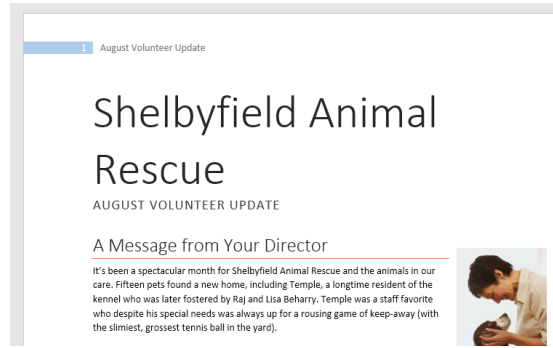 1 August Volunteer Update
Shelbyfield Animal
Rescue
AUGUST VOLUNTEER UPDATE
A Message from Your Director
It's been a spectacular month for Shelbyfield Animal Rescue and the animals in our
care. Fifteen pets found a new home, including Temple, a longtime resident of the
kennel who was later fostered by Raj and Lisa Beharry. Temple was a staff favorite
who despite his special needs was always up for a rousing game of keep-away (with
the slimiest, grossest tennis ball in the yard).